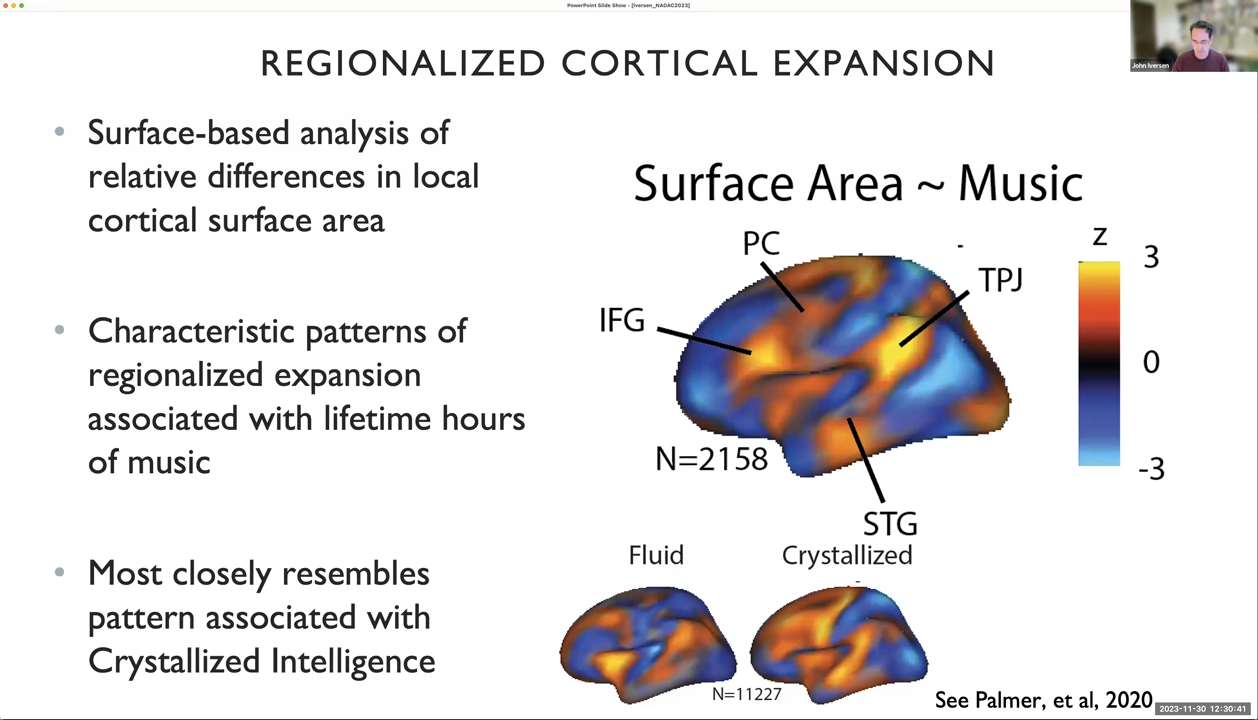 PowerPoint Slide Show - [Iversen_NADAC2023]
John Iversen
REGIONALIZED CORTICAL EXPANSION
• Surface-based analysis of
relative differences in local
cortical surface area
• Characteristic patterns of
regionalized expansion
associated with lifetime hours
of music
• Most closely resembles
pattern associated with
Crystallized Intelligence
Surface Area ~ Music
PC
TPJ
IFG
STG
N=2158
z
3
0
-3
Fluid
Crystallized
N=11227
See Palmer, et al, 2020
2023-11-30 12:30:41